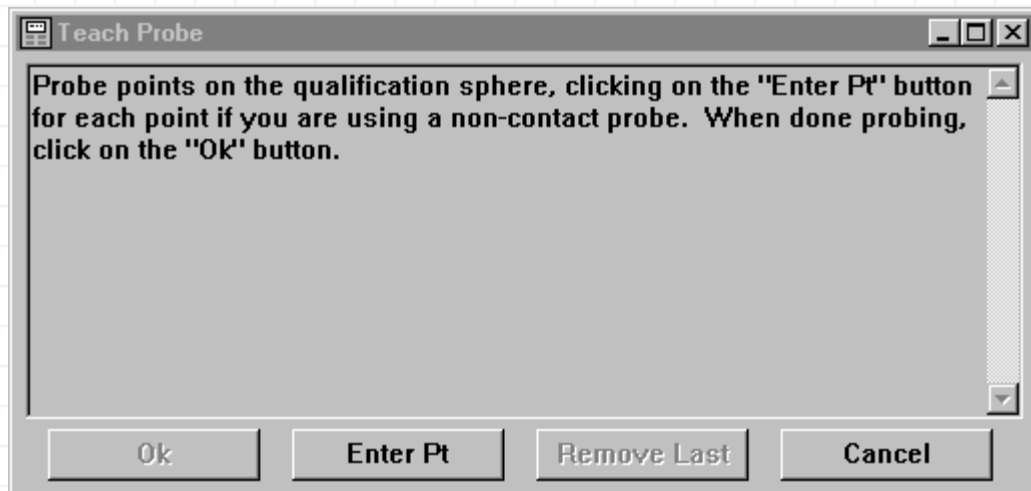 Teach Probe
Probe points on the qualification sphere, clicking on the "Enter Pt" button
for each point if you are using a non-contact probe.  When done probing,
click on the "Ok" button.
Ok
Enter Pt
Remove Last
Cancel